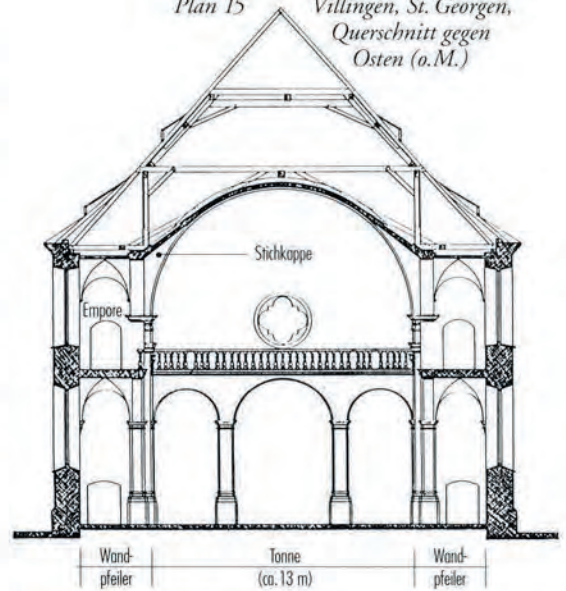 Plan 15
Villingen, St. Georgen,
Querschnitt gegen
Osten (o.M.)
Stichkappe
Empore
Wand-
pfeiler
Tonne
(ca. 13 m)
Wand-
pfeiler